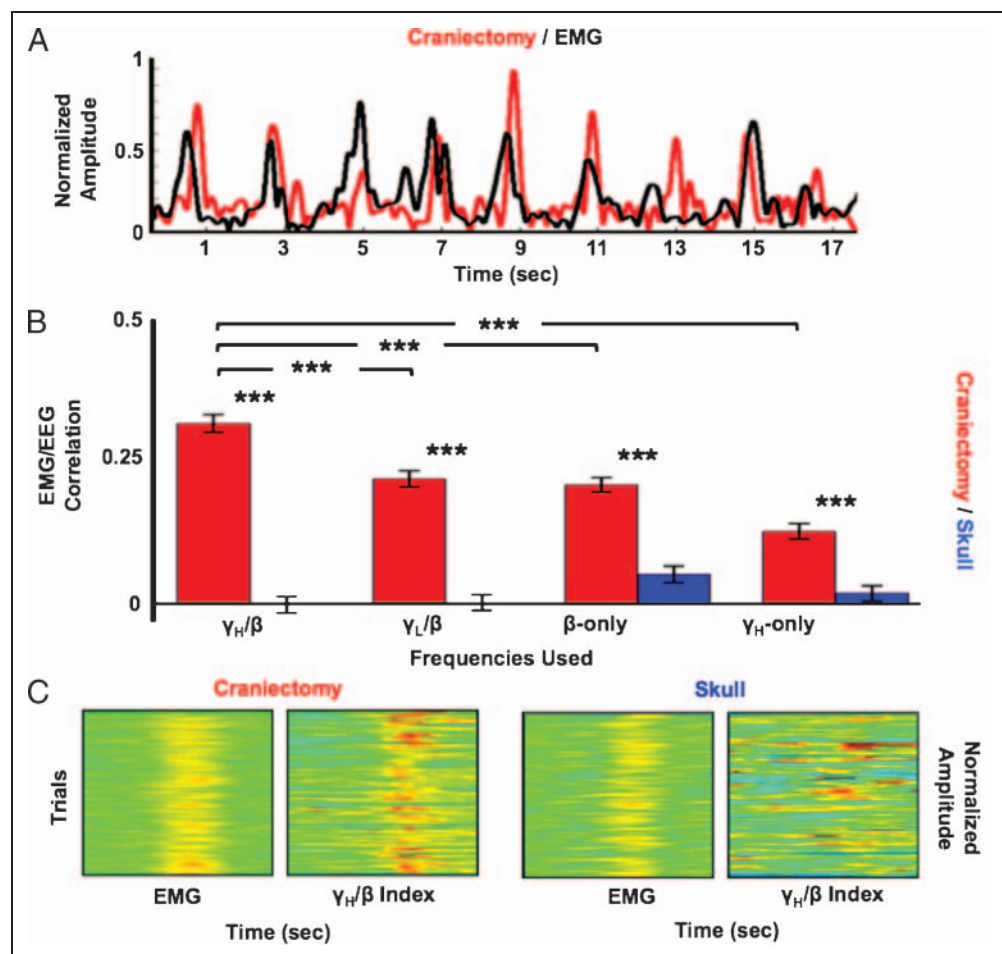 A
Craniectomy / EMG
Normalized
Amplitude
1
0.5
0
1 3 5 7 9 11 13 15 17
Time (sec)
B
EMG/EEG
Correlation
0.5
0.25
0
***
***
***
***
***
***
***
Craniectomy / Skull
γH/β γL/β β-only γH-only
Frequencies Used
C
Craniectomy Skull
Trials
Normalized
Amplitude
EMG γH/β Index EMG γH/β Index
Time (sec) Time (sec)